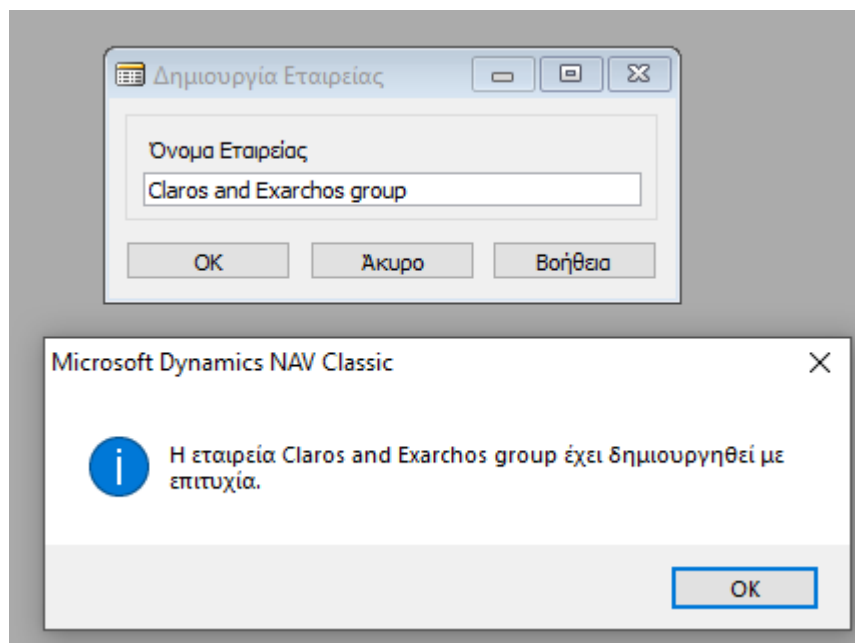 Δημιουργία Εταιρείας
Όνομα Εταιρείας
Claros and Exarchos group
OK Άκυρο Βοήθεια
Microsoft Dynamics NAV Classic
Η εταιρεία Claros and Exarchos group έχει δημιουργηθεί με
επιτυχία.
OK